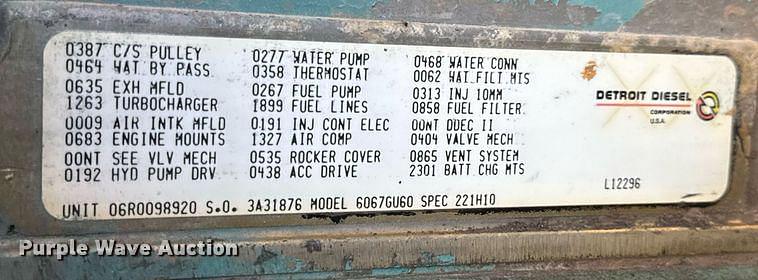 0387 C/S PULLEY 0277 WATER PUMP 0468 WATER CONN
0464 WAT BY PASS 0358 THERMOSTAT 0062 WAT FILT MTS
0635 EXH MFLD 0267 FUEL PUMP 0313 INJ 10MM
1263 TURBOCHARGER 1899 FUEL LINES 0858 FUEL FILTER
0009 AIR INTK MFLD 0191 INJ CONT ELEC 00NT DDEC II
0683 ENGINE MOUNTS 1327 AIR COMP 0404 VALVE MECH
00NT SEE VLV MECH 0535 ROCKER COVER 0865 VENT SYSTEM
0192 HYD PUMP DRV 0438 ACC DRIVE 2301 BATT CHG MTS
DETROIT DIESEL
CORPORATION
U.S.A.
L12296
UNIT 06R0098920 S.O. 3A31876 MODEL 6067GU60 SPEC 221H10
Purple Wave Auction